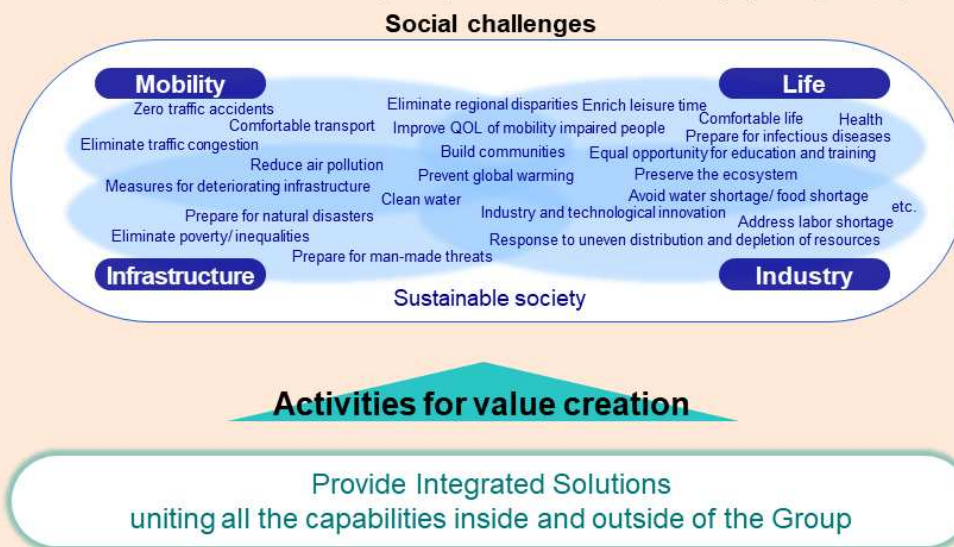 Social challenges
Mobility
Life
Zero traffic accidents
Eliminate regional disparities
Enrich leisure time
Comfortable transport
Improve QOL of mobility impaired people
Comfortable life
Health
Eliminate traffic congestion
Build communities
Prepare for infectious diseases
Equal opportunity for education and training
Reduce air pollution
Prevent global warming
Preserve the ecosystem
Measures for deteriorating infrastructure
Clean water
Avoid water shortage/ food shortage
etc.
Prepare for natural disasters
Industry and technological innovation
Address labor shortage
Eliminate poverty/ inequalities
Response to uneven distribution and depletion of resources
Prepare for man-made threats
Infrastructure
Industry
Sustainable society
Activities for value creation
Provide Integrated Solutions
uniting all the capabilities inside and outside of the Group